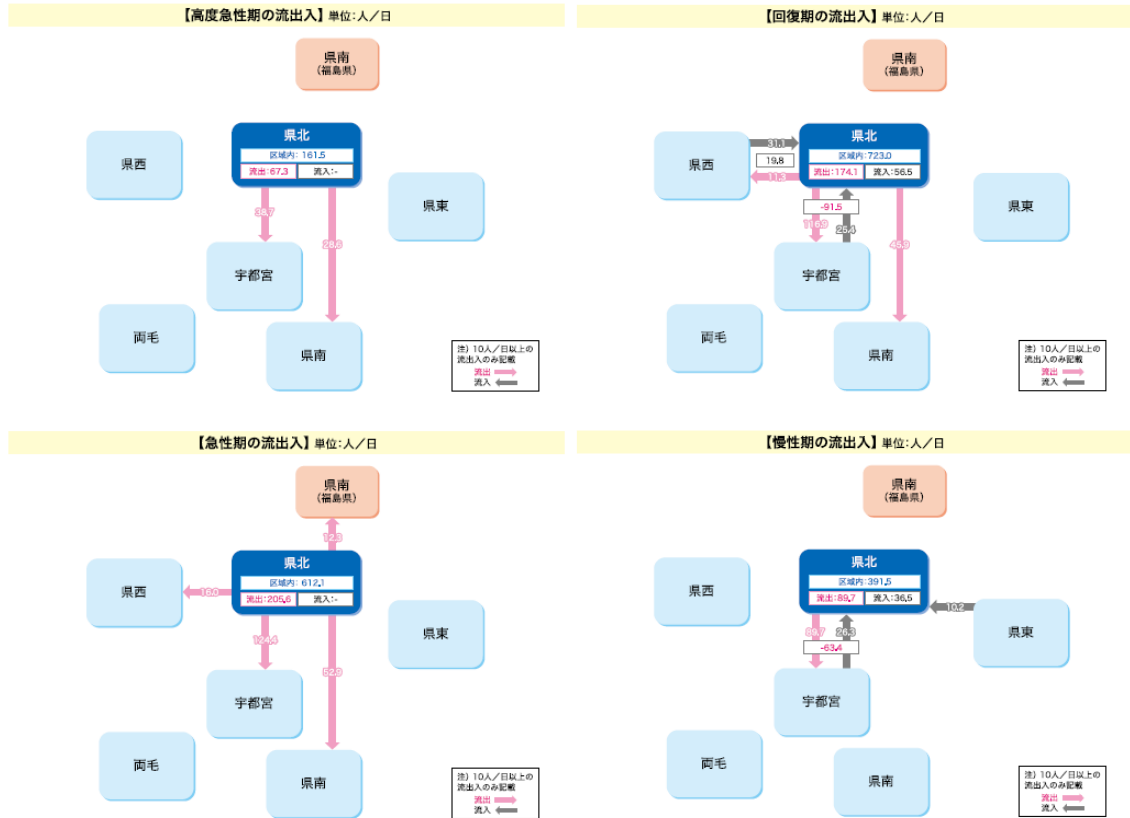 【高度急性期の流出入】単位：人／日
県南
（福島県）
県北
区域内：161.5
流出：67.3
流入：-
県西
県東
38.7
28.6
宇都宮
両毛
県南
注）10人／日以上の
流出入のみ記載
流出
流入
【回復期の流出入】単位：人／日
県南
（福島県）
県北
区域内：723.0
流出：174.1
流入：56.5
31.1
19.8
11.3
県西
県東
-91.5
116.9
25.4
45.9
宇都宮
両毛
県南
注）10人／日以上の
流出入のみ記載
流出
流入
【急性期の流出入】単位：人／日
県南
（福島県）
12.3
県北
区域内：612.1
流出：205.6
流入：-
県西
16.0
県東
124.4
52.9
宇都宮
両毛
県南
注）10人／日以上の
流出入のみ記載
流出
流入
【慢性期の流出入】単位：人／日
県南
（福島県）
県北
区域内：391.5
流出：89.7
流入：36.5
県西
10.2
県東
89.7
26.3
-63.4
宇都宮
両毛
県南
注）10人／日以上の
流出入のみ記載
流出
流入